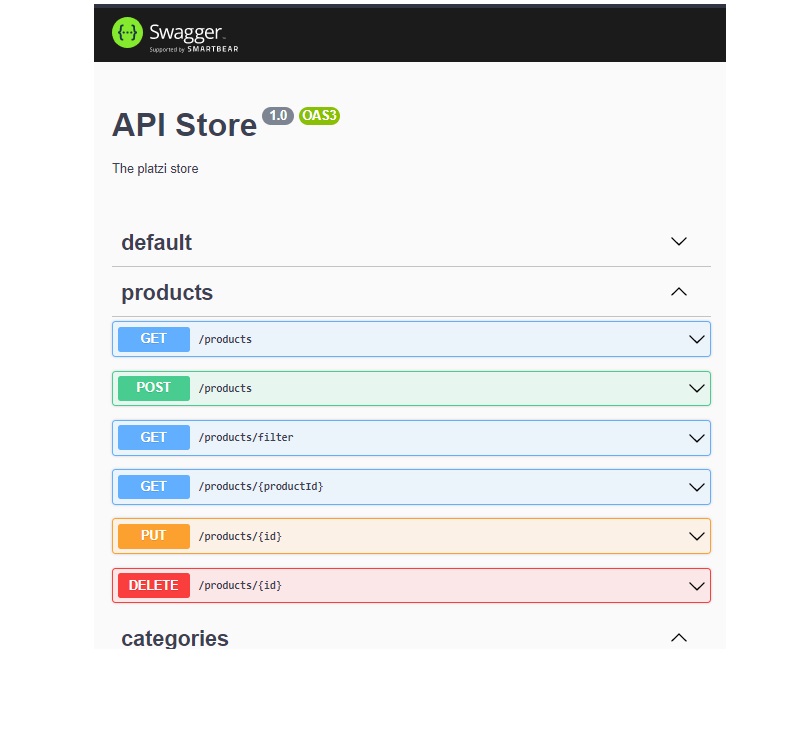 Swagger
Supported by SMARTBEAR
API Store 1.0 OAS3
The platzi store
default
products
GET /products
POST /products
GET /products/filter
GET /products/{productId}
PUT /products/{id}
DELETE /products/{id}
categories